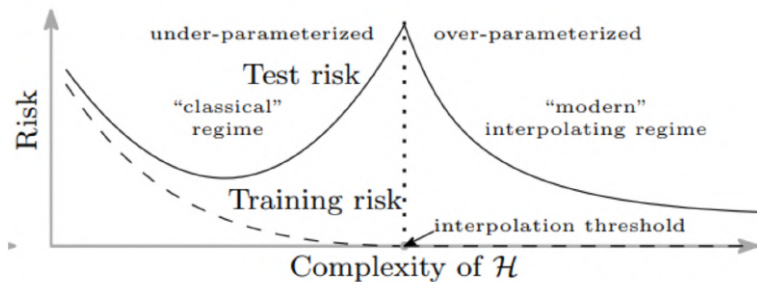 under-parameterized
over-parameterized
Test risk
“classical”
regime
“modern”
interpolating regime
Risk
Training risk
interpolation threshold
Complexity of ℋ